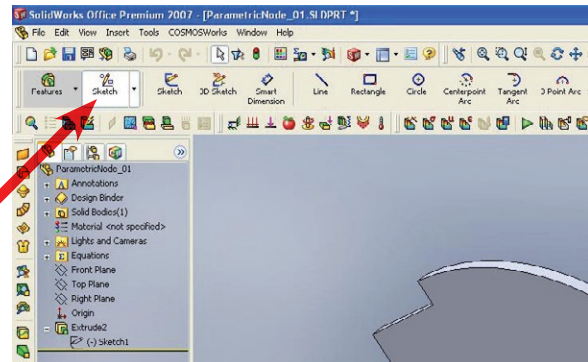 SolidWorks Office Premium 2007 - [ParametricNode_01.SLDPRT *]
File Edit View Insert Tools COSMOSWorks Window Help
Features Sketch Sketch 3D Sketch Smart Dimension Line Rectangle Circle Centerpoint Arc Tangent Arc 3 Point Arc
ParametricNode_01
Annotations
Design Binder
Solid Bodies(1)
Material <not specified>
Lights and Cameras
Equations
Front Plane
Top Plane
Right Plane
Origin
Extrude2
(-) Sketch1